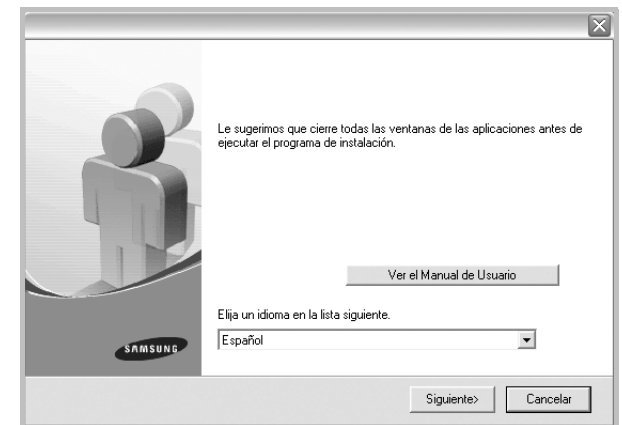 Le sugerimos que cierre todas las ventanas de las aplicaciones antes de
ejecutar el programa de instalación.
Ver el Manual de Usuario
Elija un idioma en la lista siguiente.
Español
SAMSUNG
Siguiente>
Cancelar